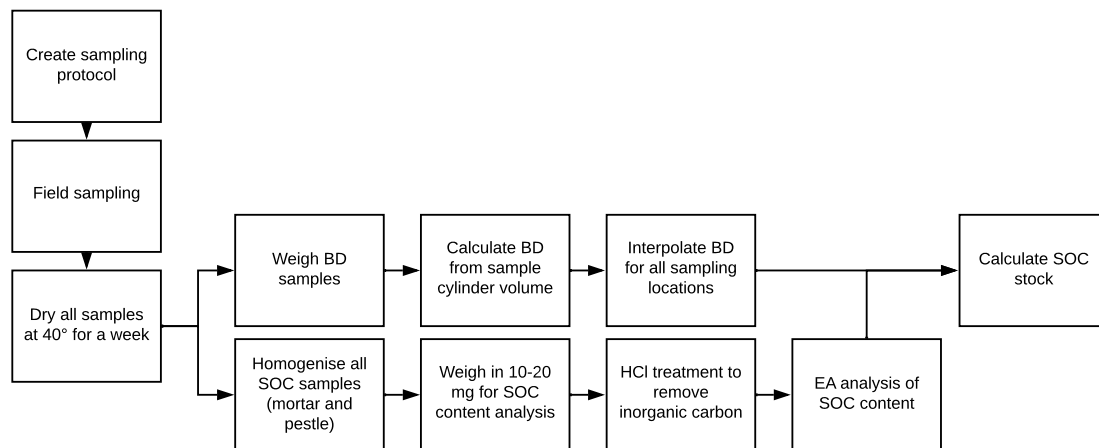 Create sampling
protocol
Field sampling
Dry all samples
at 40° for a week
Weigh BD
samples
Calculate BD
from sample
cylinder volume
Interpolate BD
for all sampling
locations
Calculate SOC
stock
Homogenise all
SOC samples
(mortar and
pestle)
Weigh in 10-20
mg for SOC
content analysis
HCl treatment to
remove
inorganic carbon
EA analysis of
SOC content